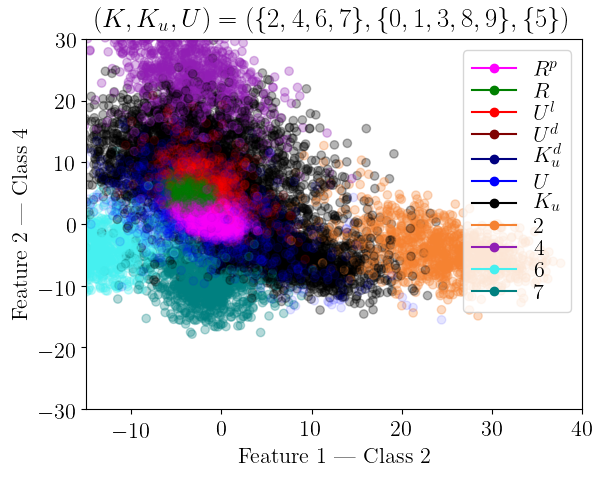 (K, K_u, U) = ({2, 4, 6, 7}, {0, 1, 3, 8, 9}, {5})
30
20
10
0
−10
−20
−30
Feature 2 — Class 4
−10
0
10
20
30
40
Feature 1 — Class 2
R^p
R
U^l
U^d
K_u^d
U
K_u
2
4
6
7